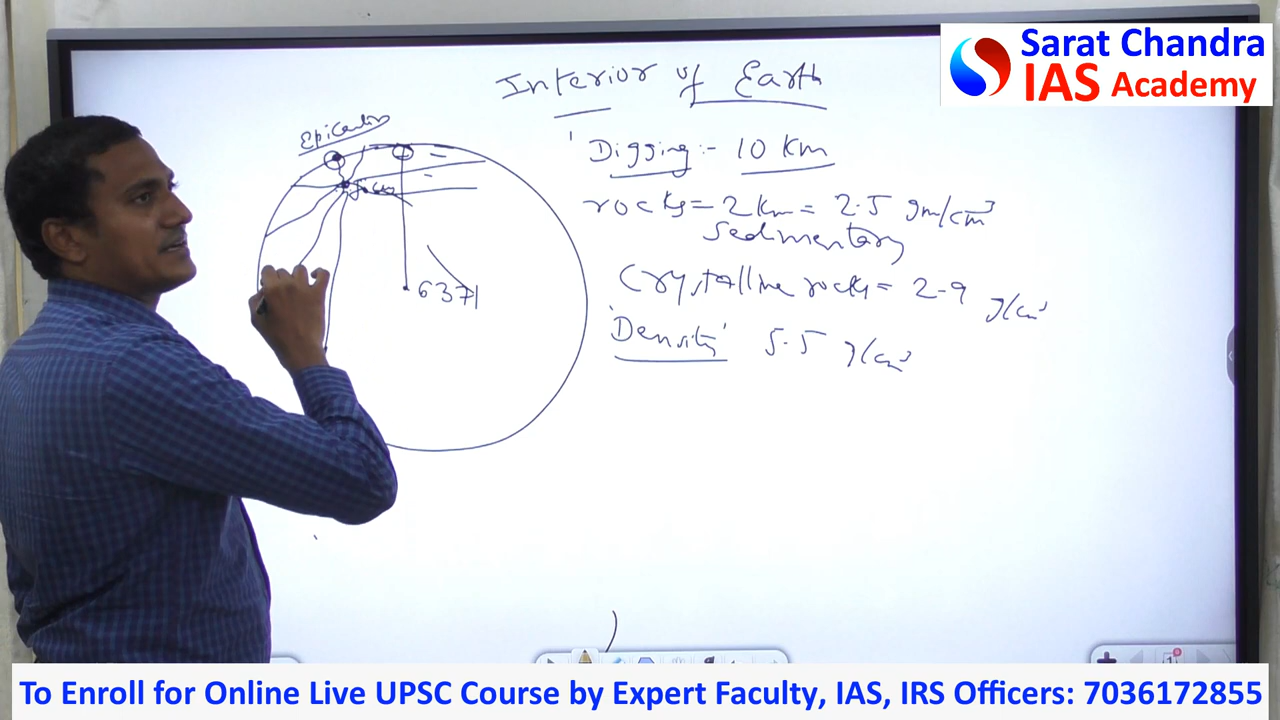 Sarat Chandra
IAS Academy
Interior of Earth
Epicenter
Digging:- 10 Km
rocks = 2 Km = 2.5 gm/cm³
Sedimentary
focus
Crystalline rocks = 2.9 g/cm³
6371
'Density' 5.5 g/cm³
To Enroll for Online Live UPSC Course by Expert Faculty, IAS, IRS Officers: 7036172855